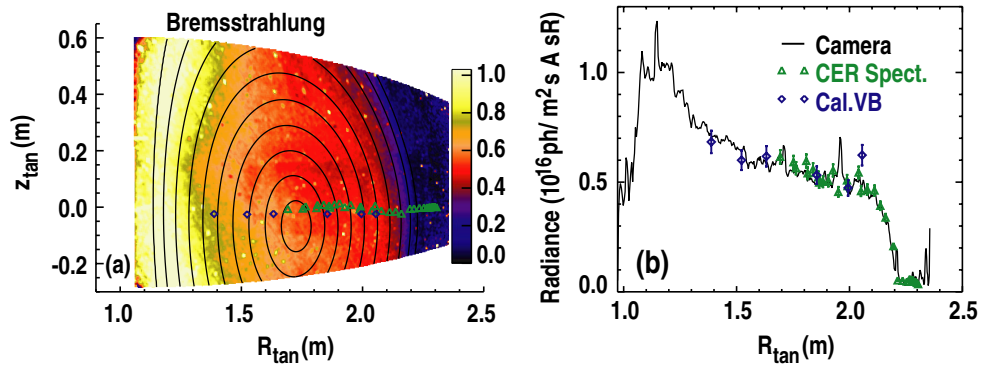 Bremsstrahlung
0.6
0.4
0.2
0.0
-0.2
z_tan (m)
(a)
1.0
0.8
0.6
0.4
0.2
0.0
1.0 1.5 2.0 2.5
R_tan (m)
Radiance (10^16 ph/ m^2 s A sR)
1.0
0.5
0.0
Camera
CER Spect.
Cal.VB
(b)
1.0 1.5 2.0 2.5
R_tan (m)